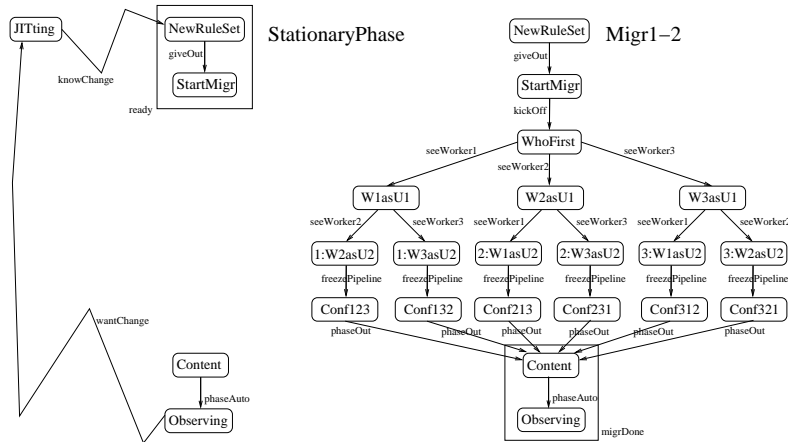 JITting
NewRuleSet
StationaryPhase
NewRuleSet
Migr1−2
giveOut
giveOut
knowChange
StartMigr
StartMigr
ready
kickOff
WhoFirst
seeWorker1
seeWorker2
seeWorker3
W1asU1
W2asU1
W3asU1
seeWorker2
seeWorker3
seeWorker1
seeWorker3
seeWorker1
seeWorker2
1:W2asU2
1:W3asU2
2:W1asU2
2:W3asU2
3:W1asU2
3:W2asU2
freezePipeline
freezePipeline
freezePipeline
freezePipeline
freezePipeline
freezePipeline
Conf123
Conf132
Conf213
Conf231
Conf312
Conf321
wantChange
phaseOut
phaseOut
phaseOut
phaseOut
phaseOut
phaseOut
Content
Content
phaseAuto
phaseAuto
Observing
Observing
migrDone